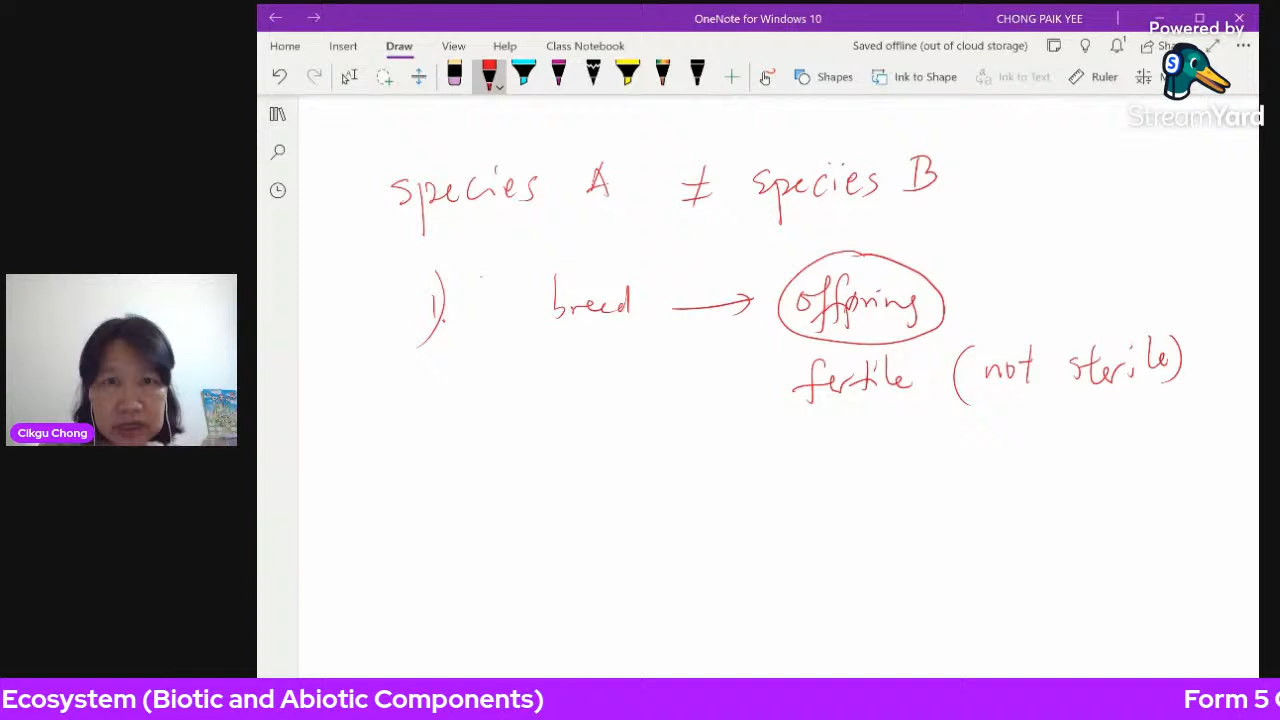 OneNote for Windows 10
CHONG PAIK YEE
Powered by
Home Insert Draw View Help Class Notebook
Saved offline (out of cloud storage)
Shapes Ink to Shape Ink to Text Ruler
StreamYard
species A ≠ species B
1). breed → offspring
fertile (not sterile)
Cikgu Chong
Ecosystem (Biotic and Abiotic Components)
Form 5